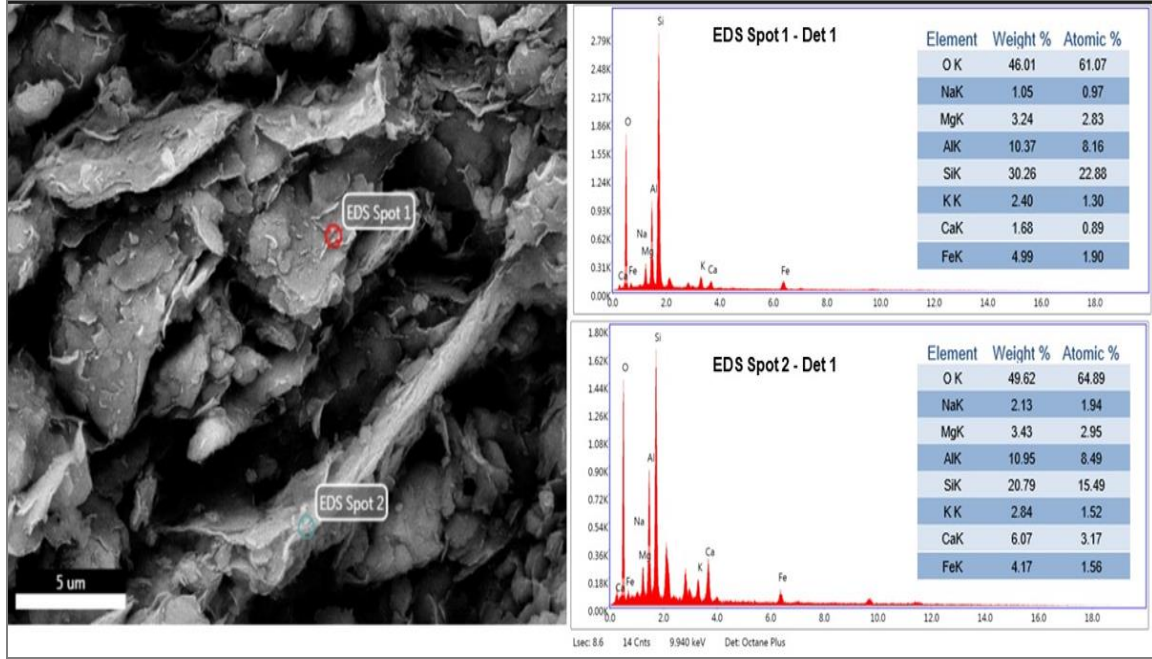 EDS Spot 1
EDS Spot 2
5 um
EDS Spot 1 - Det 1
2.79K
2.48K
2.17K
1.86K
1.55K
1.24K
0.93K
0.62K
0.31K
0.00K
Si
O
Al
Na
Mg
Ca Fe
K Ca
Fe
0.0 2.0 4.0 6.0 8.0 10.0 12.0 14.0 16.0 18.0
Element Weight % Atomic %
O K 46.01 61.07
NaK 1.05 0.97
MgK 3.24 2.83
AlK 10.37 8.16
SiK 30.26 22.88
K K 2.40 1.30
CaK 1.68 0.89
FeK 4.99 1.90
EDS Spot 2 - Det 1
1.80K
1.62K
1.44K
1.26K
1.08K
0.90K
0.72K
0.54K
0.36K
0.18K
0.00K
Si
O
Al
Na
Mg
Ca Fe
K Ca
Fe
0.0 2.0 4.0 6.0 8.0 10.0 12.0 14.0 16.0 18.0
Element Weight % Atomic %
O K 49.62 64.89
NaK 2.13 1.94
MgK 3.43 2.95
AlK 10.95 8.49
SiK 20.79 15.49
K K 2.84 1.52
CaK 6.07 3.17
FeK 4.17 1.56
Lsec: 8.6 14 Cnts 9.940 keV Det: Octane Plus